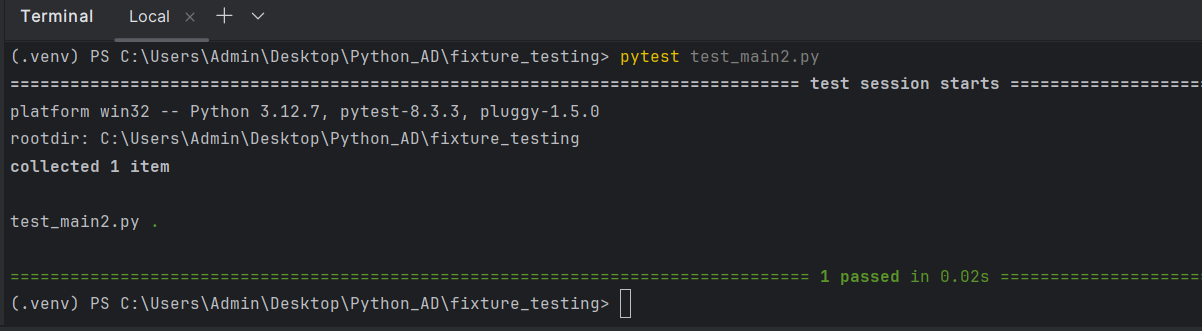 Terminal Local × + ⌄
(.venv) PS C:\Users\Admin\Desktop\Python_AD\fixture_testing> pytest test_main2.py
=============================================================================== test session starts ====================
platform win32 -- Python 3.12.7, pytest-8.3.3, pluggy-1.5.0
rootdir: C:\Users\Admin\Desktop\Python_AD\fixture_testing
collected 1 item
test_main2.py .
================================================================================ 1 passed in 0.02s =====================
(.venv) PS C:\Users\Admin\Desktop\Python_AD\fixture_testing>